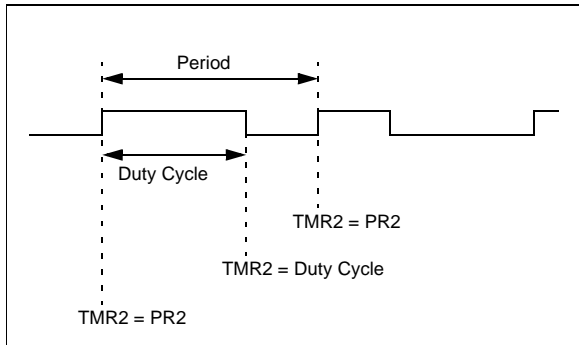 Period
Duty Cycle
TMR2 = PR2
TMR2 = Duty Cycle
TMR2 = PR2